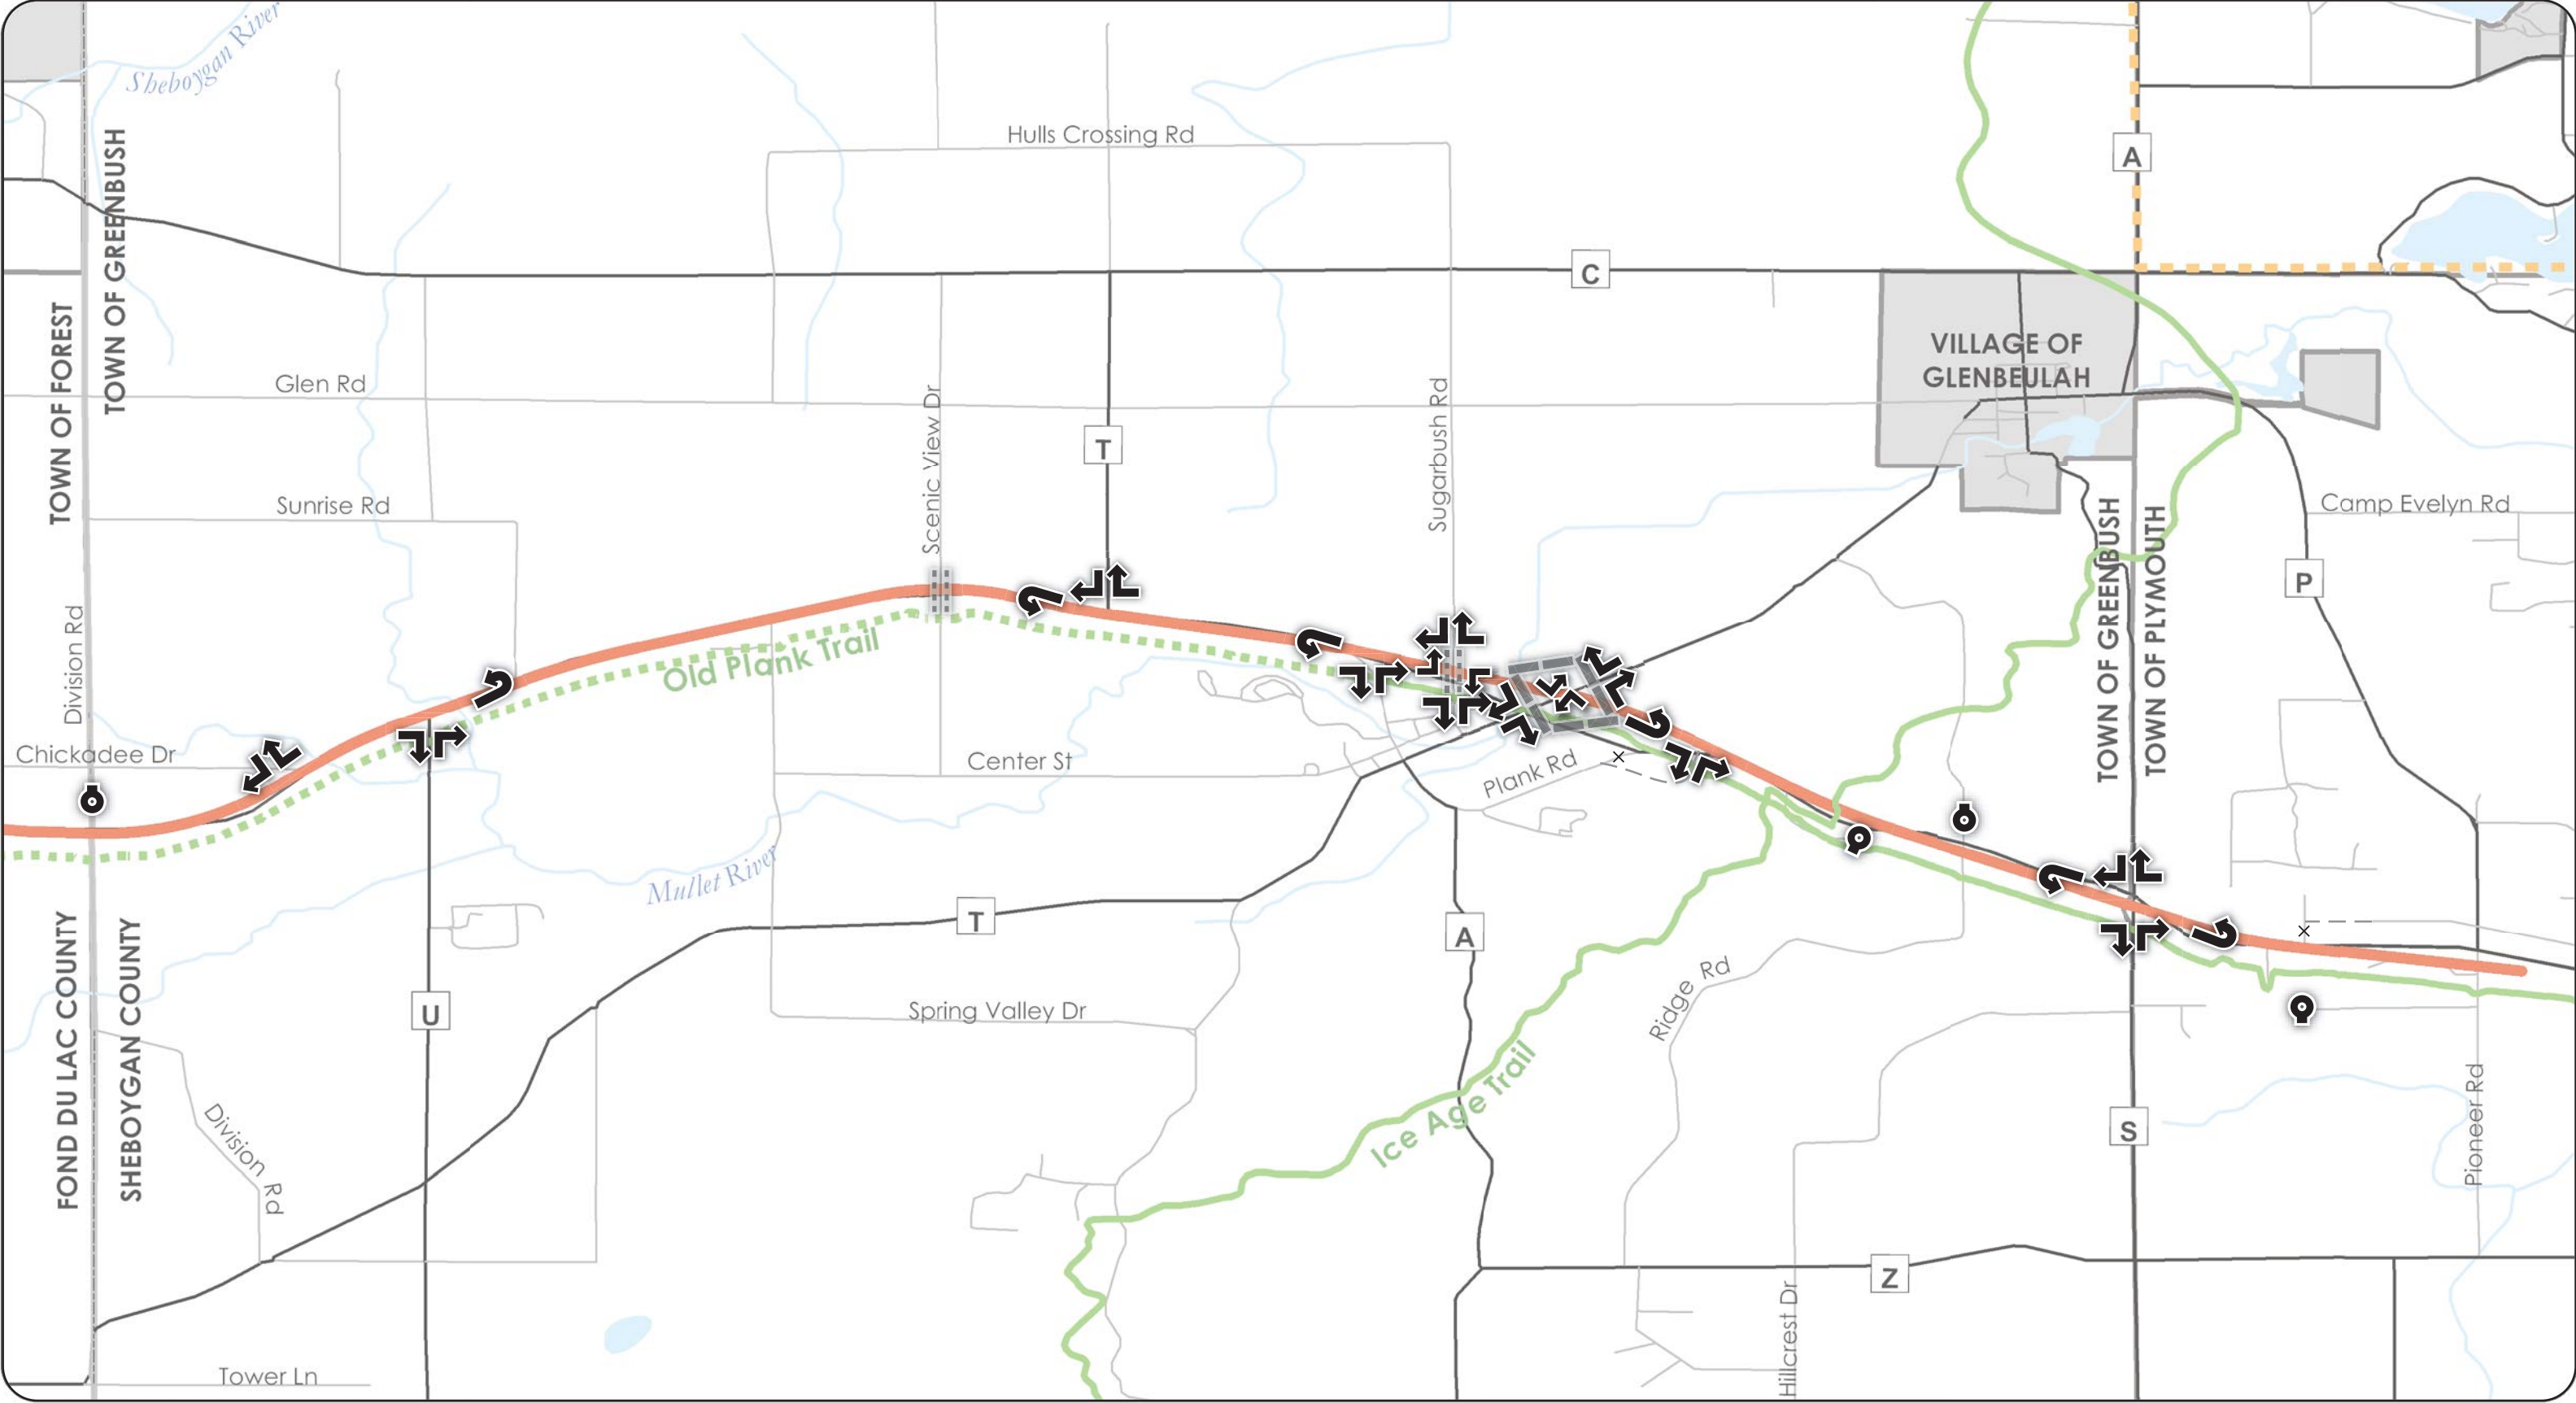 Sheboygan River
TOWN OF FOREST
TOWN OF GREENBUSH
Hulls Crossing Rd
A
C
VILLAGE OF
GLENBEULAH
Glen Rd
Scenic View Dr
T
Sugarbush Rd
Sunrise Rd
Camp Evelyn Rd
TOWN OF GREENBUSH
TOWN OF PLYMOUTH
P
Division Rd
Old Plank Trail
Chickadee Dr
Center St
Plank Rd
Mullet River
T
A
FOND DU LAC COUNTY
SHEBOYGAN COUNTY
U
Spring Valley Dr
Ridge Rd
Ice Age Trail
Division Rd
S
Pioneer Rd
Z
Hillcrest Dr
Tower Ln